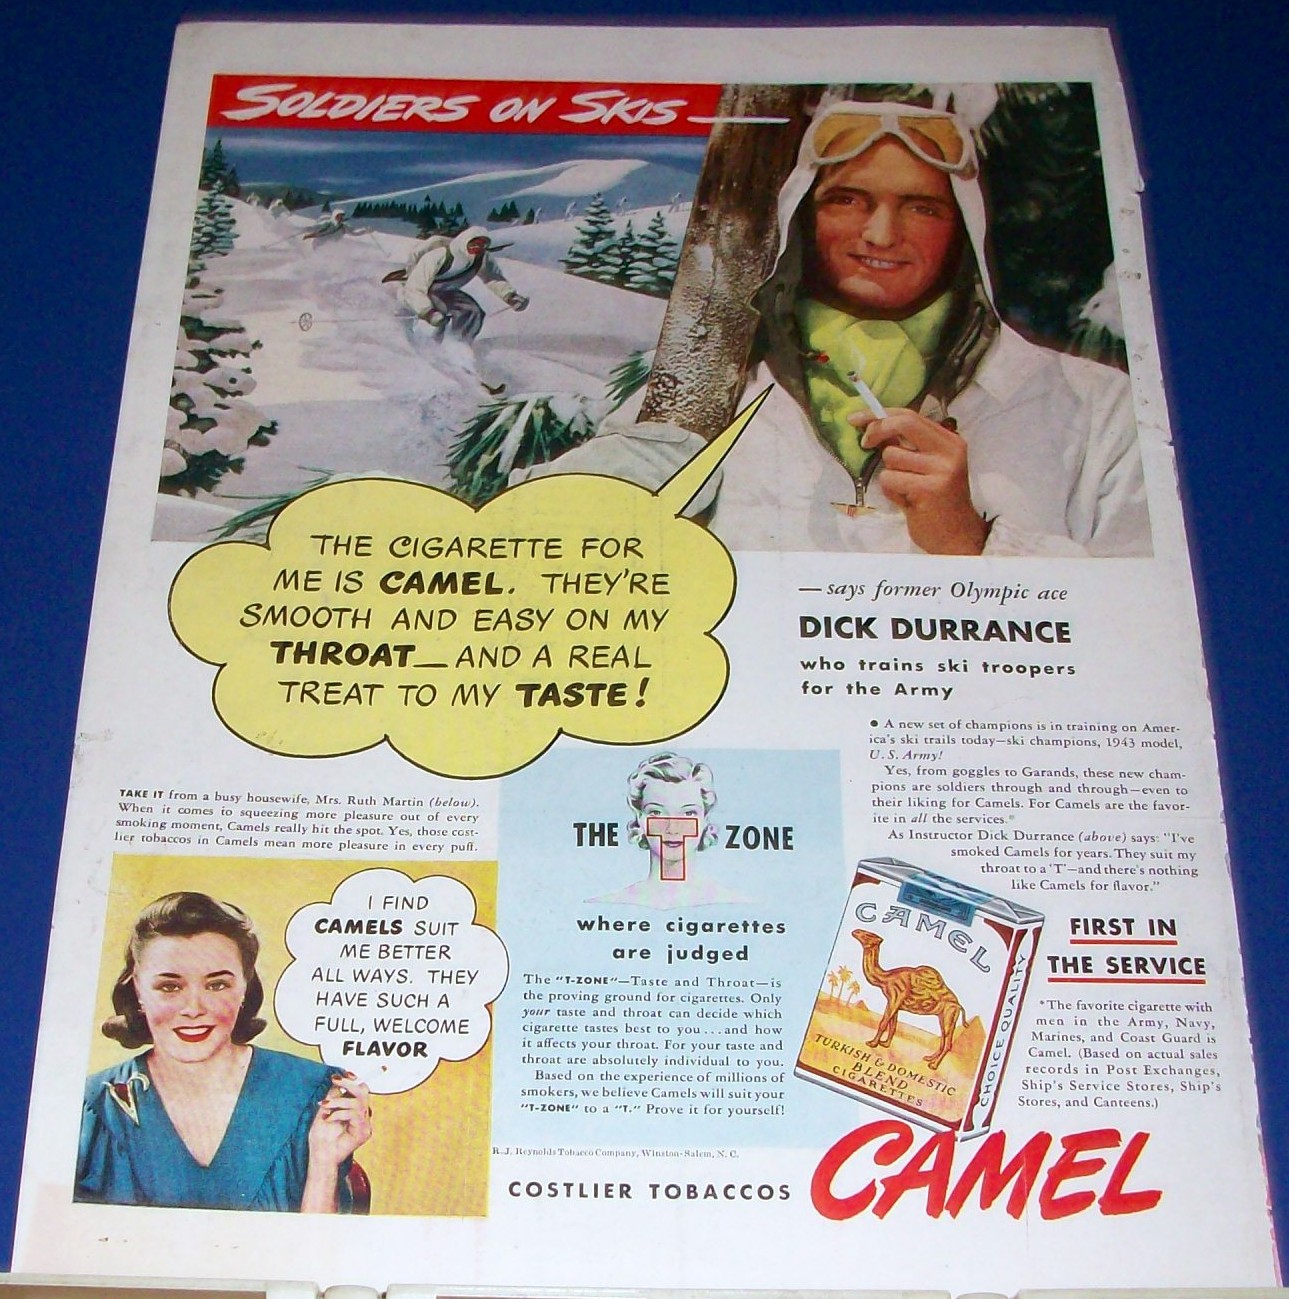 SOLDIERS ON SKIS—
THE CIGARETTE FOR
ME IS CAMEL. THEY'RE
SMOOTH AND EASY ON MY
THROAT—AND A REAL
TREAT TO MY TASTE!
—says former Olympic ace
DICK DURRANCE
who trains ski troopers
for the Army
• A new set of champions is in training on Amer-
ica's ski trails today—ski champions, 1943 model,
U. S. Army!
Yes, from goggles to Garands, these new cham-
pions are soldiers through and through—even to
their liking for Camels. For Camels are the favor-
ite in all the services.*
As Instructor Dick Durrance (above) says: "I've
smoked Camels for years. They suit my
throat to a 'T'—and there's nothing
like Camels for flavor."
TAKE IT from a busy housewife, Mrs. Ruth Martin (below).
When it comes to squeezing more pleasure out of every
smoking moment, Camels really hit the spot. Yes, those cost-
lier tobaccos in Camels mean more pleasure in every puff.
I FIND
CAMELS SUIT
ME BETTER
ALL WAYS. THEY
HAVE SUCH A
FULL, WELCOME
FLAVOR
THE T ZONE
where cigarettes
are judged
The "T-ZONE"—Taste and Throat—is
the proving ground for cigarettes. Only
your taste and throat can decide which
cigarette tastes best to you...and how
it affects your throat. For your taste and
throat are absolutely individual to you.
Based on the experience of millions of
smokers, we believe Camels will suit your
"T-ZONE" to a "T." Prove it for yourself!
CAMEL
TURKISH & DOMESTIC
BLEND
CIGARETTES
CHOICE QUALITY
FIRST IN
THE SERVICE
*The favorite cigarette with
men in the Army, Navy,
Marines, and Coast Guard is
Camel. (Based on actual sales
records in Post Exchanges,
Ship's Service Stores, Ship's
Stores, and Canteens.)
R. J. Reynolds Tobacco Company, Winston-Salem, N. C.
COSTLIER TOBACCOS
CAMEL